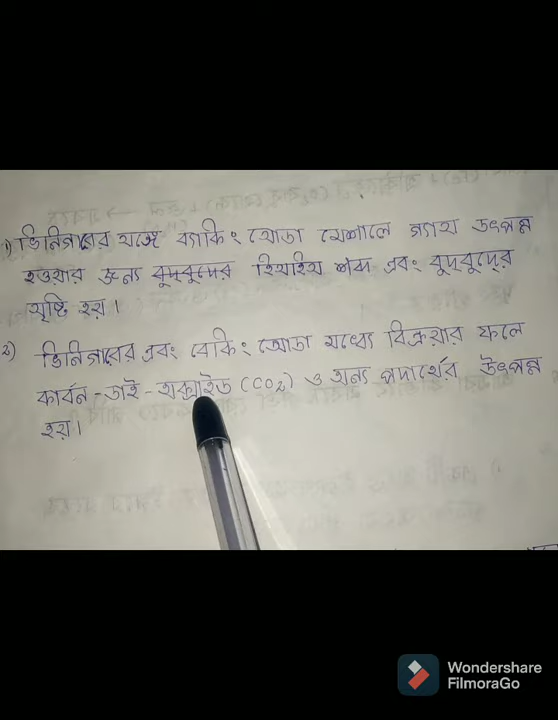 ১) ভিনিগারের সঙ্গে ব্যাকিং সোডা মেশালে গ্যাস উৎপন্ন
হওয়ার জন্য বুদবুদের হিসহিস শব্দ এবং বুদ্‌বুদের
সৃষ্টি হয়।
২) ভিনিগারের এবং বেকিং সোডা মধ্যে বিক্রয়ার ফলে
কার্বন - ডাই - অক্সাইড (CO₂) ও অন্য পদার্থের উৎপন্ন
হয়।
Wondershare
FilmoraGo